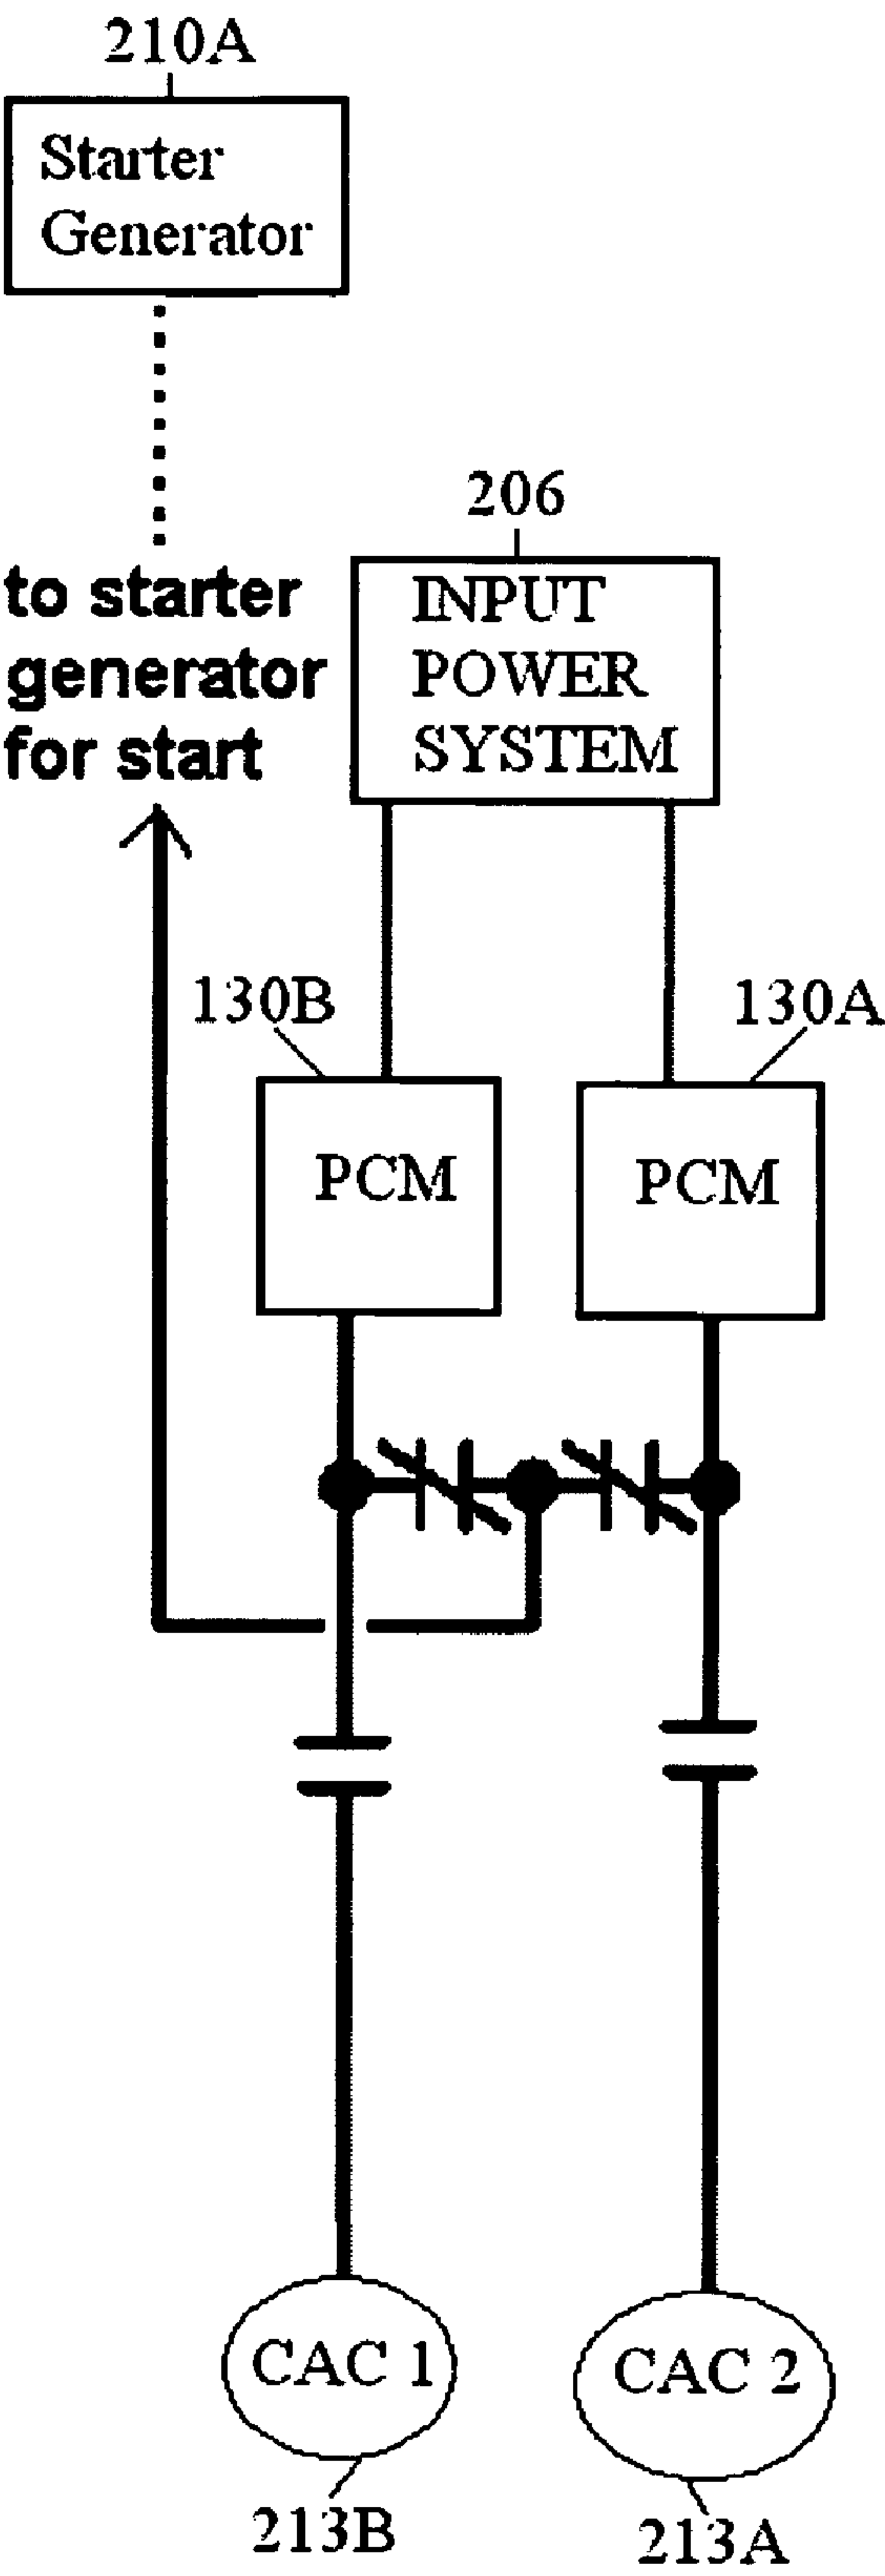 210A
Starter
Generator
206
to starter
generator
for start
INPUT
POWER
SYSTEM
130B
130A
PCM
PCM
CAC 1
CAC 2
213B
213A